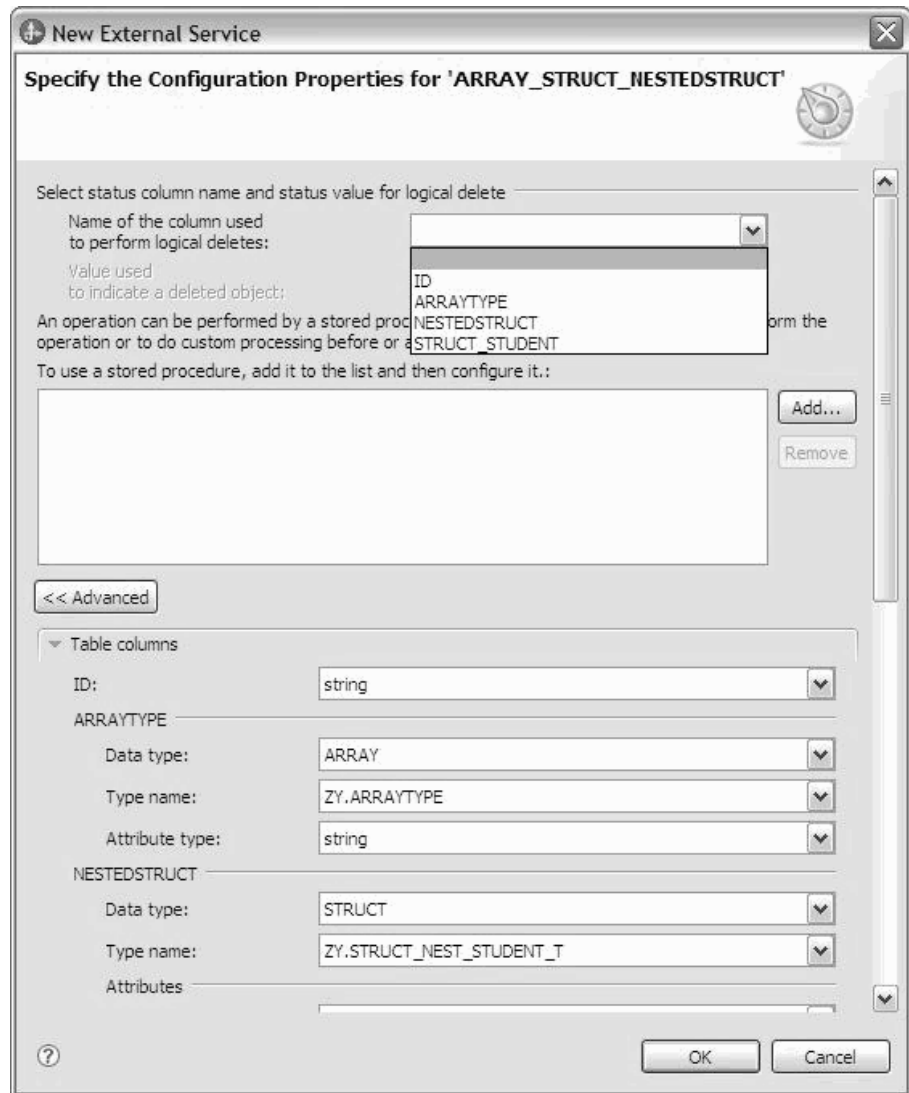 New External Service
Specify the Configuration Properties for 'ARRAY_STRUCT_NESTEDSTRUCT'
Select status column name and status value for logical delete
Name of the column used
to perform logical deletes:
Value used
to indicate a deleted object:
ID
ARRAYTYPE
NESTEDSTRUCT
STRUCT_STUDENT
An operation can be performed by a stored proc orm the
operation or to do custom processing before or a
To use a stored procedure, add it to the list and then configure it.:
Add...
Remove
<< Advanced
Table columns
ID: string
ARRAYTYPE
Data type: ARRAY
Type name: ZY.ARRAYTYPE
Attribute type: string
NESTEDSTRUCT
Data type: STRUCT
Type name: ZY.STRUCT_NEST_STUDENT_T
Attributes
? OK Cancel